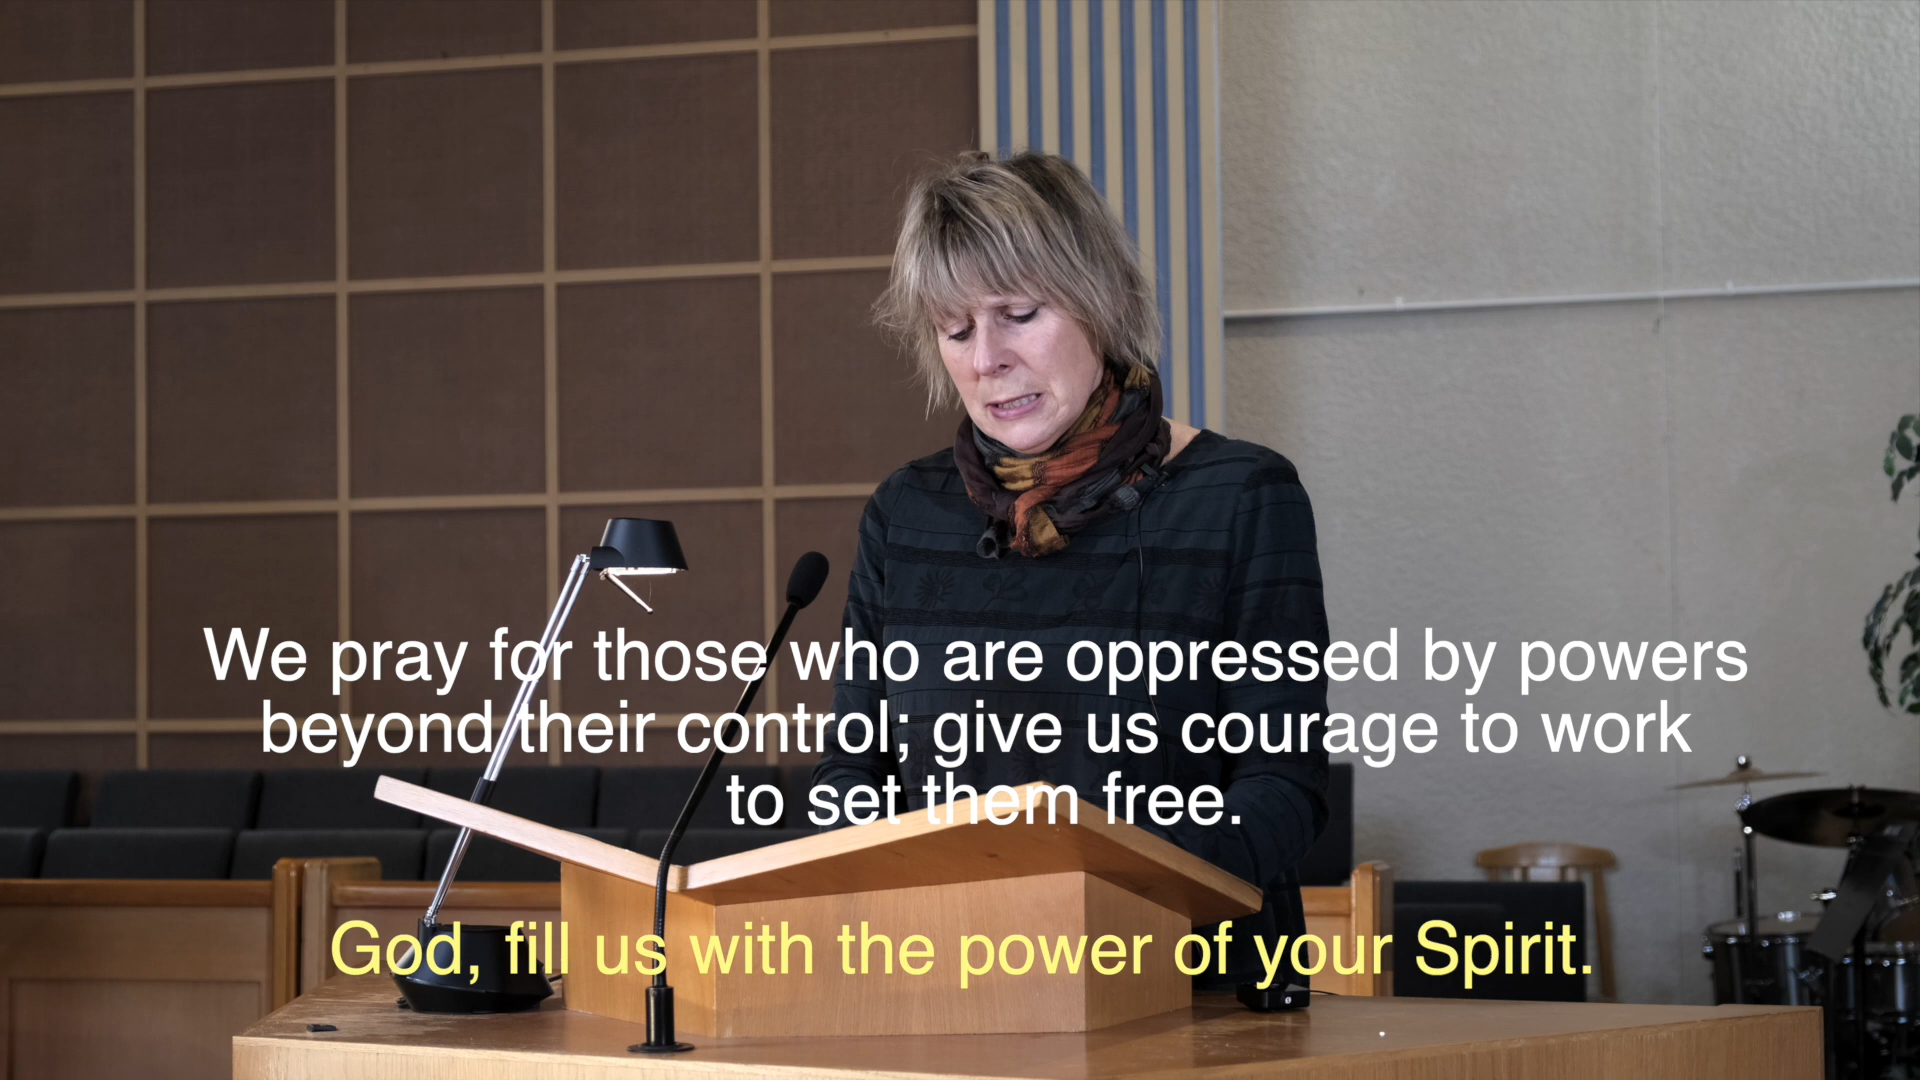 We pray for those who are oppressed by powers
beyond their control; give us courage to work
to set them free.
God, fill us with the power of your Spirit.